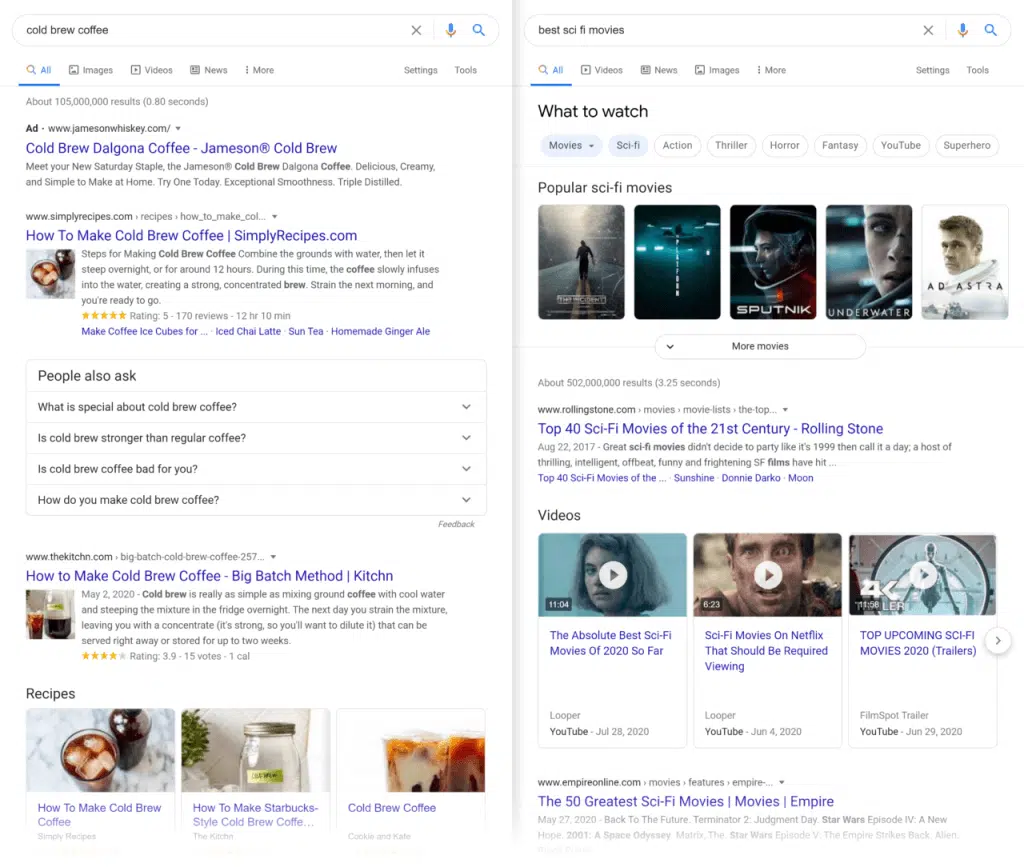 cold brew coffee
All Images Videos News More Settings Tools
About 105,000,000 results (0.80 seconds)
Ad · www.jamesonwhiskey.com/
Cold Brew Dalgona Coffee - Jameson® Cold Brew
Meet your New Saturday Staple, the Jameson® Cold Brew Dalgona Coffee. Delicious, Creamy,
and Simple to Make at Home. Try One Today. Exceptional Smoothness. Triple Distilled.
www.simplyrecipes.com › recipes › how_to_make_col...
How To Make Cold Brew Coffee | SimplyRecipes.com
Steps for Making Cold Brew Coffee Combine the grounds with water, then let it
steep overnight, or for around 12 hours. During this time, the coffee slowly infuses
into the water, creating a strong, concentrated brew. Strain the next morning, and
you're ready to go.
Rating: 5 - 170 reviews - 12 hr 10 min
Make Coffee Ice Cubes for ... · Iced Chai Latte · Sun Tea · Homemade Ginger Ale
People also ask
What is special about cold brew coffee?
Is cold brew stronger than regular coffee?
Is cold brew coffee bad for you?
How do you make cold brew coffee?
Feedback
www.thekitchn.com › big-batch-cold-brew-coffee-257...
How to Make Cold Brew Coffee - Big Batch Method | Kitchn
May 2, 2020 - Cold brew is really as simple as mixing ground coffee with cool water
and steeping the mixture in the fridge overnight. The next day you strain the mixture,
leaving you with a concentrate (it's strong, so you'll want to dilute it) that can be
served right away or stored for up to two weeks.
Rating: 3.9 - 15 votes - 1 cal
Recipes
How To Make Cold Brew
Coffee
Simply Recipes
How To Make Starbucks-
Style Cold Brew Coffe...
The Kitchn
Cold Brew Coffee
Cookie and Kate
best sci fi movies
All Videos News Images More Settings Tools
What to watch
Movies Sci-fi Action Thriller Horror Fantasy YouTube Superhero
Popular sci-fi movies
THE INCIDENT
PLATFORM
SPUTNIK
UNDERWATER
AD ASTRA
More movies
About 502,000,000 results (3.25 seconds)
www.rollingstone.com › movies › movie-lists › the-top...
Top 40 Sci-Fi Movies of the 21st Century - Rolling Stone
Aug 22, 2017 - Great sci-fi movies didn't decide to party like it's 1999 then call it a day; a host of
thrilling, intelligent, offbeat, funny and frightening SF films have hit ...
Top 40 Sci-Fi Movies of the ... · Sunshine · Donnie Darko · Moon
Videos
11:04
The Absolute Best Sci-Fi
Movies Of 2020 So Far
Looper
YouTube - Jul 28, 2020
6:23
Sci-Fi Movies On Netflix
That Should Be Required
Viewing
Looper
YouTube - Jun 4, 2020
4K
11:58
TOP UPCOMING SCI-FI
MOVIES 2020 (Trailers)
FilmSpot Trailer
YouTube - Jun 29, 2020
www.empireonline.com › movies › features › empire-...
The 50 Greatest Sci-Fi Movies | Movies | Empire
May 27, 2020 - Back To The Future. Terminator 2: Judgment Day. Star Wars Episode IV: A New
Hope. 2001: A Space Odyssey. Matrix, The. Star Wars Episode V: The Empire Strikes Back. Alien.